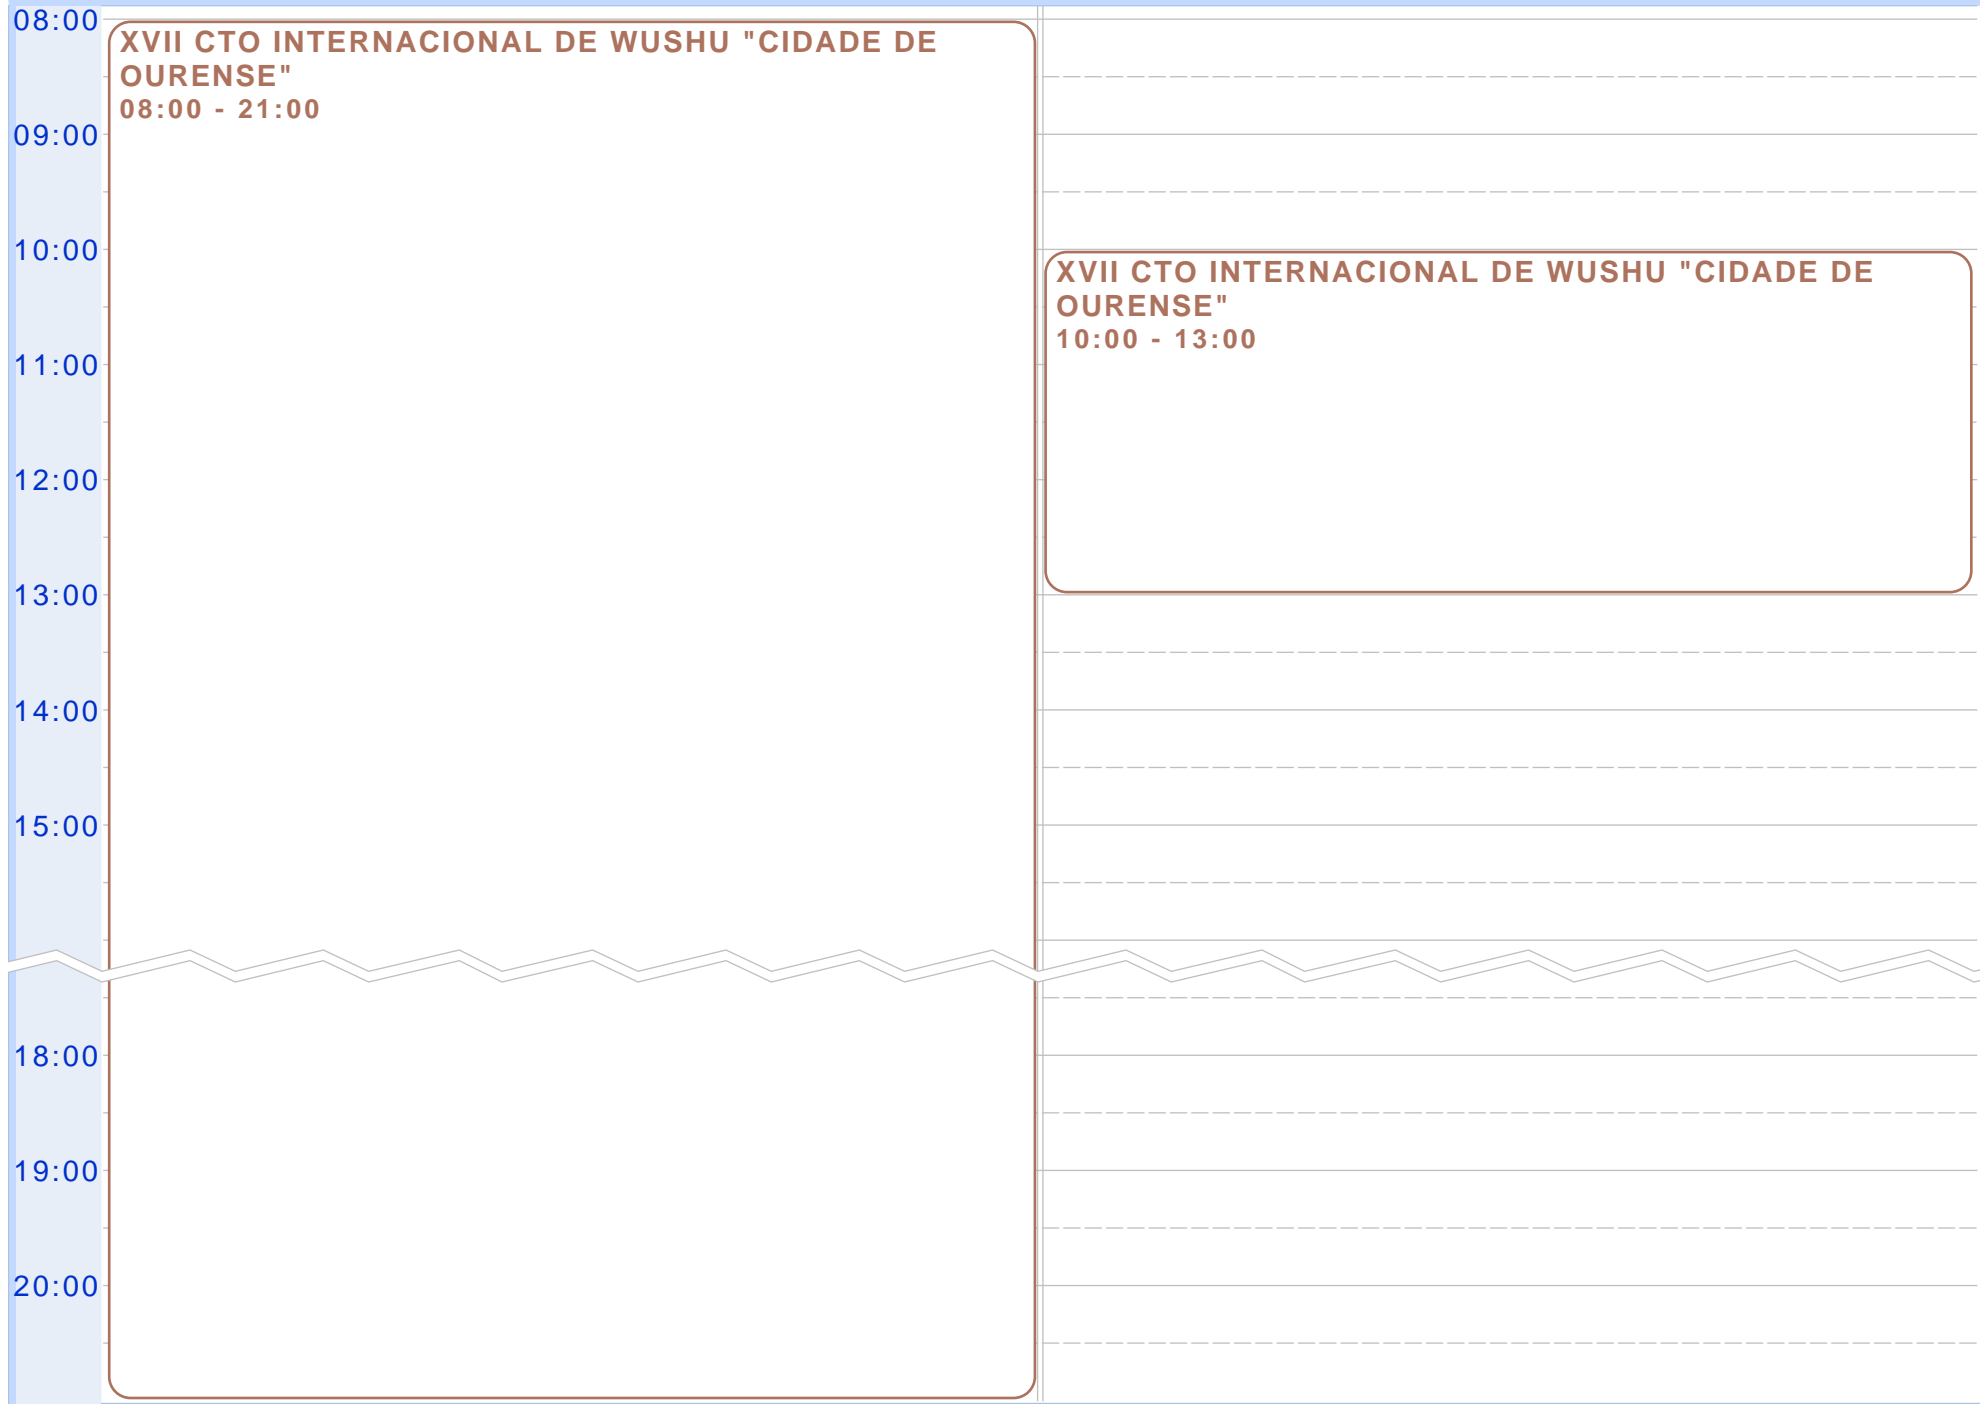 08:00
XVII CTO INTERNACIONAL DE WUSHU "CIDADE DE
OURENSE"
08:00 - 21:00
09:00
10:00
XVII CTO INTERNACIONAL DE WUSHU "CIDADE DE
OURENSE"
10:00 - 13:00
11:00
12:00
13:00
14:00
15:00
18:00
19:00
20:00